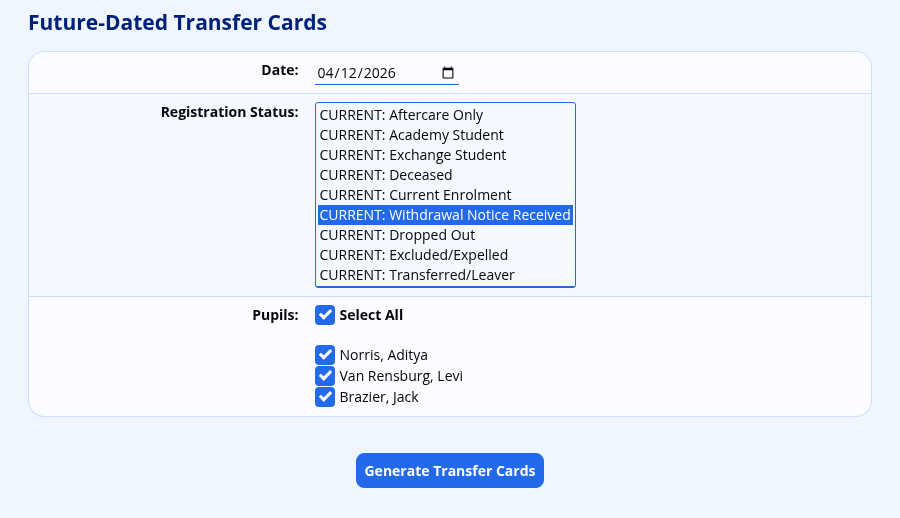 Future-Dated Transfer Cards
Date: 04/12/2026
Registration Status:
CURRENT: Aftercare Only
CURRENT: Academy Student
CURRENT: Exchange Student
CURRENT: Deceased
CURRENT: Current Enrolment
CURRENT: Withdrawal Notice Received
CURRENT: Dropped Out
CURRENT: Excluded/Expelled
CURRENT: Transferred/Leaver
Pupils: Select All
Norris, Aditya
Van Rensburg, Levi
Brazier, Jack
Generate Transfer Cards